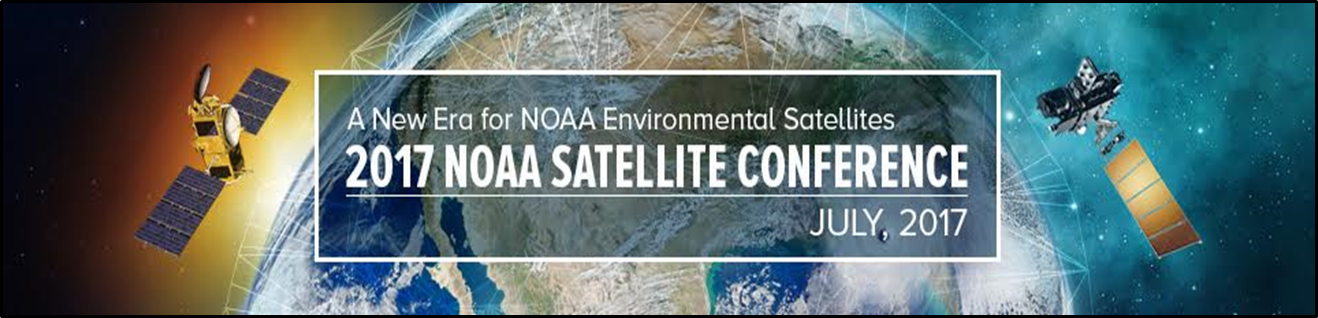 A New Era for NOAA Environmental Satellites
2017 NOAA SATELLITE CONFERENCE
JULY, 2017